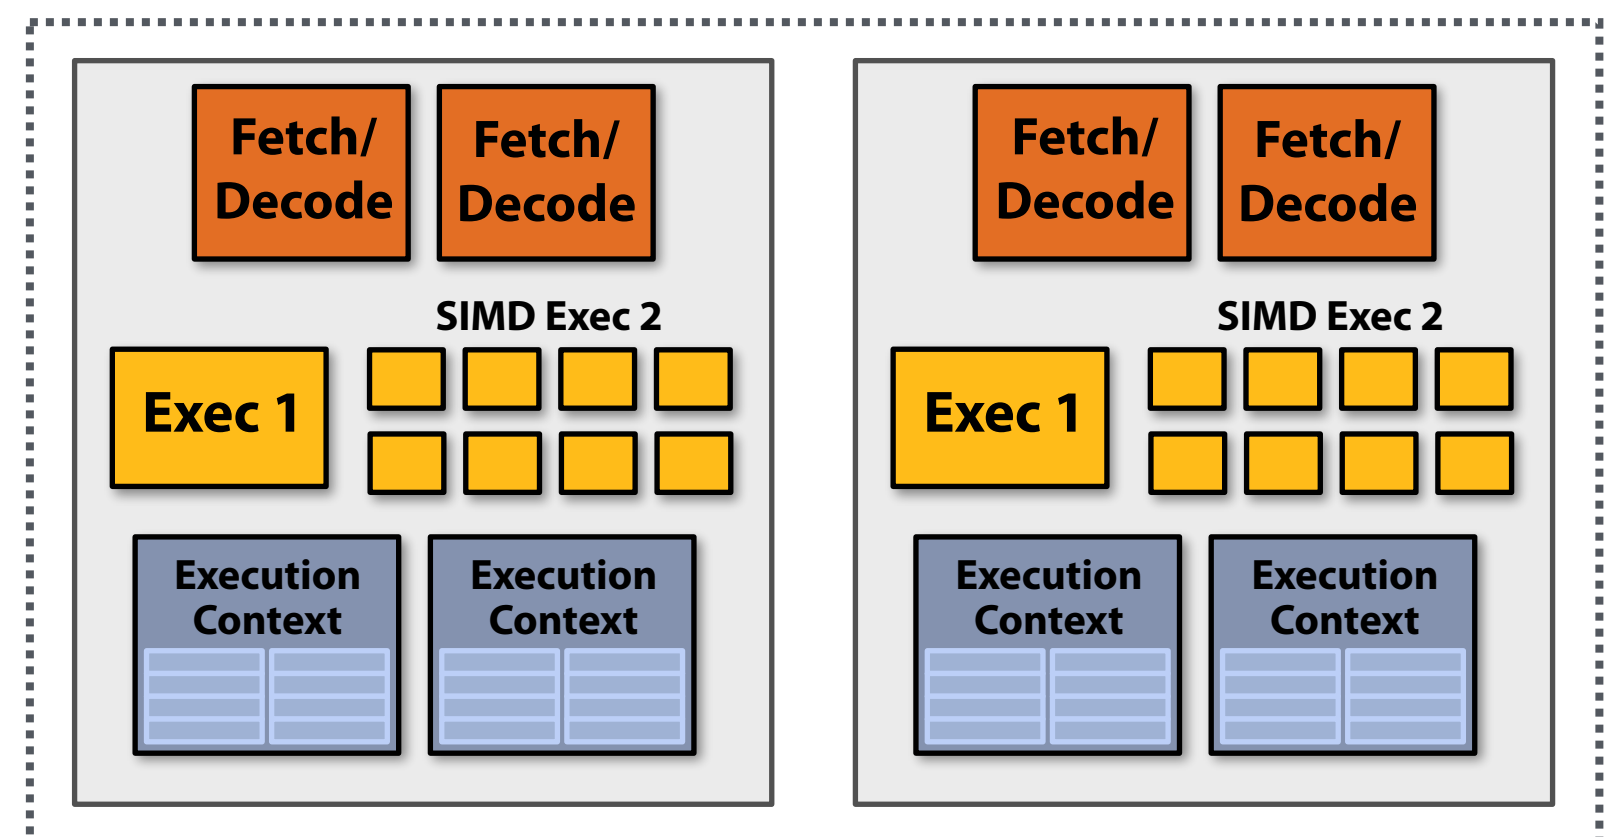 Fetch/
Decode
Fetch/
Decode
SIMD Exec 2
Exec 1
Execution
Context
Execution
Context
Fetch/
Decode
Fetch/
Decode
SIMD Exec 2
Exec 1
Execution
Context
Execution
Context